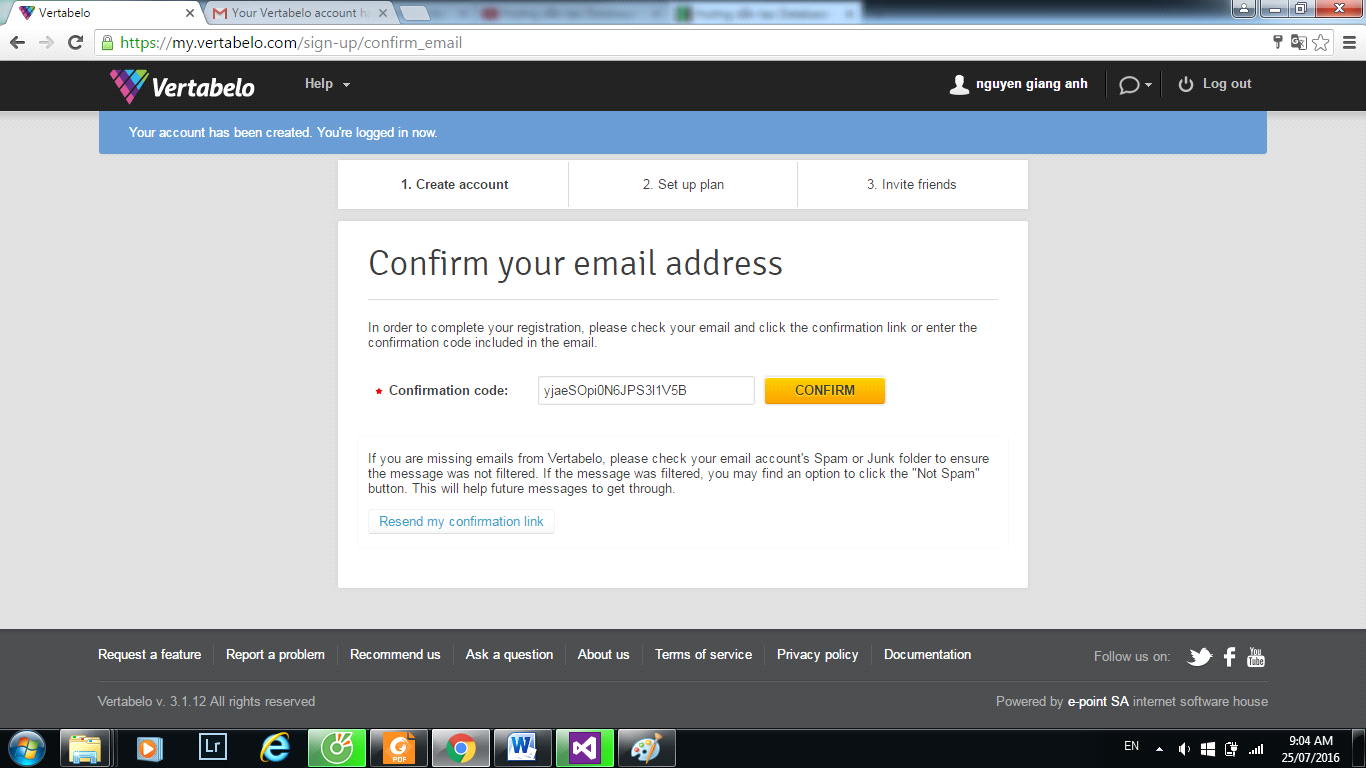 Vertabelo
Your Vertabelo account ha
https://my.vertabelo.com/sign-up/confirm_email
Vertabelo
Help
nguyen giang anh
Log out
Your account has been created. You're logged in now.
1. Create account
2. Set up plan
3. Invite friends
Confirm your email address
In order to complete your registration, please check your email and click the confirmation link or enter the
confirmation code included in the email.
* Confirmation code:
yjaeSOpi0N6JPS3l1V5B
CONFIRM
If you are missing emails from Vertabelo, please check your email account's Spam or Junk folder to ensure
the message was not filtered. If the message was filtered, you may find an option to click the "Not Spam"
button. This will help future messages to get through.
Resend my confirmation link
Request a feature
Report a problem
Recommend us
Ask a question
About us
Terms of service
Privacy policy
Documentation
Follow us on:
You
Tube
Vertabelo v. 3.1.12 All rights reserved
Powered by e-point SA internet software house
Lr
PDF
EN
9:04 AM
25/07/2016